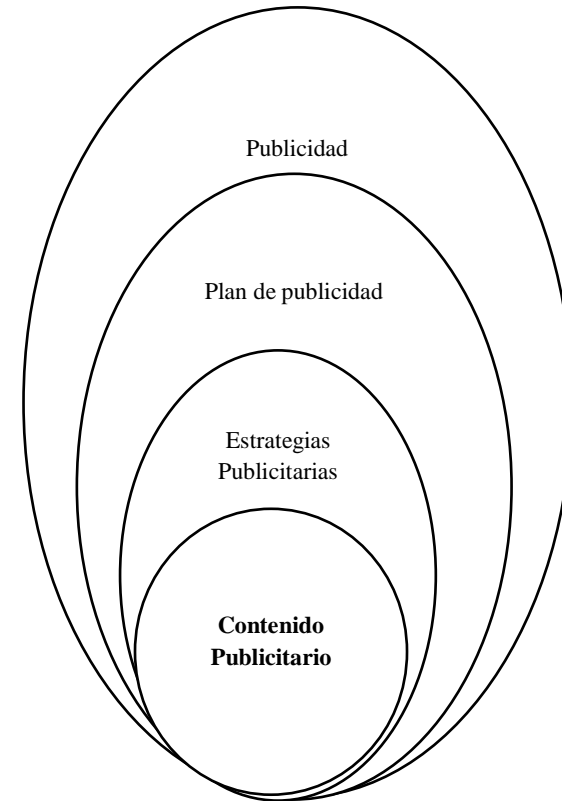 Publicidad
Plan de publicidad
Estrategias
Publicitarias
Contenido
Publicitario